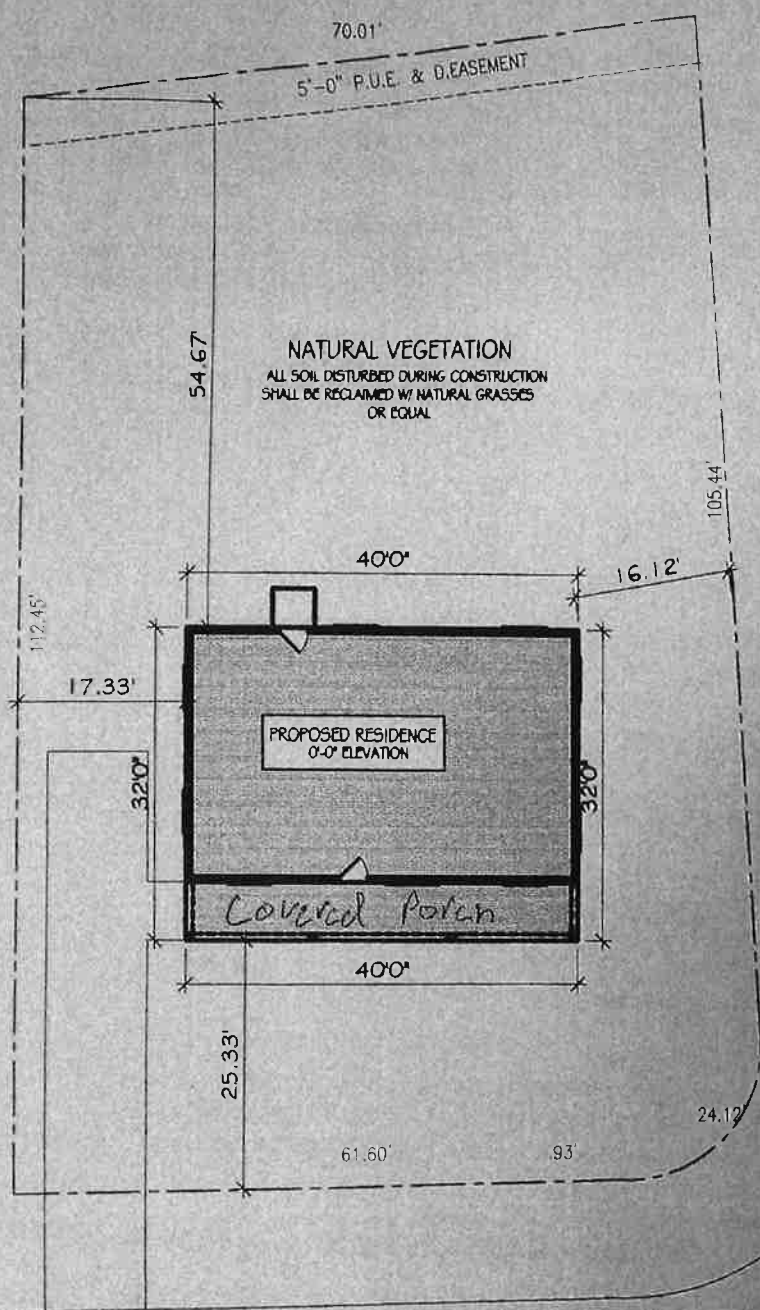 70.01'
5'-0" P.U.E. & D.EASEMENT
54.67'
NATURAL VEGETATION
ALL SOIL DISTURBED DURING CONSTRUCTION
SHALL BE RECLAIMED W/ NATURAL GRASSES
OR EQUAL
105.44'
40'0"
16.12'
112.45'
17.33'
PROPOSED RESIDENCE
0'-0" ELEVATION
32'0"
32'0"
Covered Porch
40'0"
25.33'
24.12'
61.60'
.93'